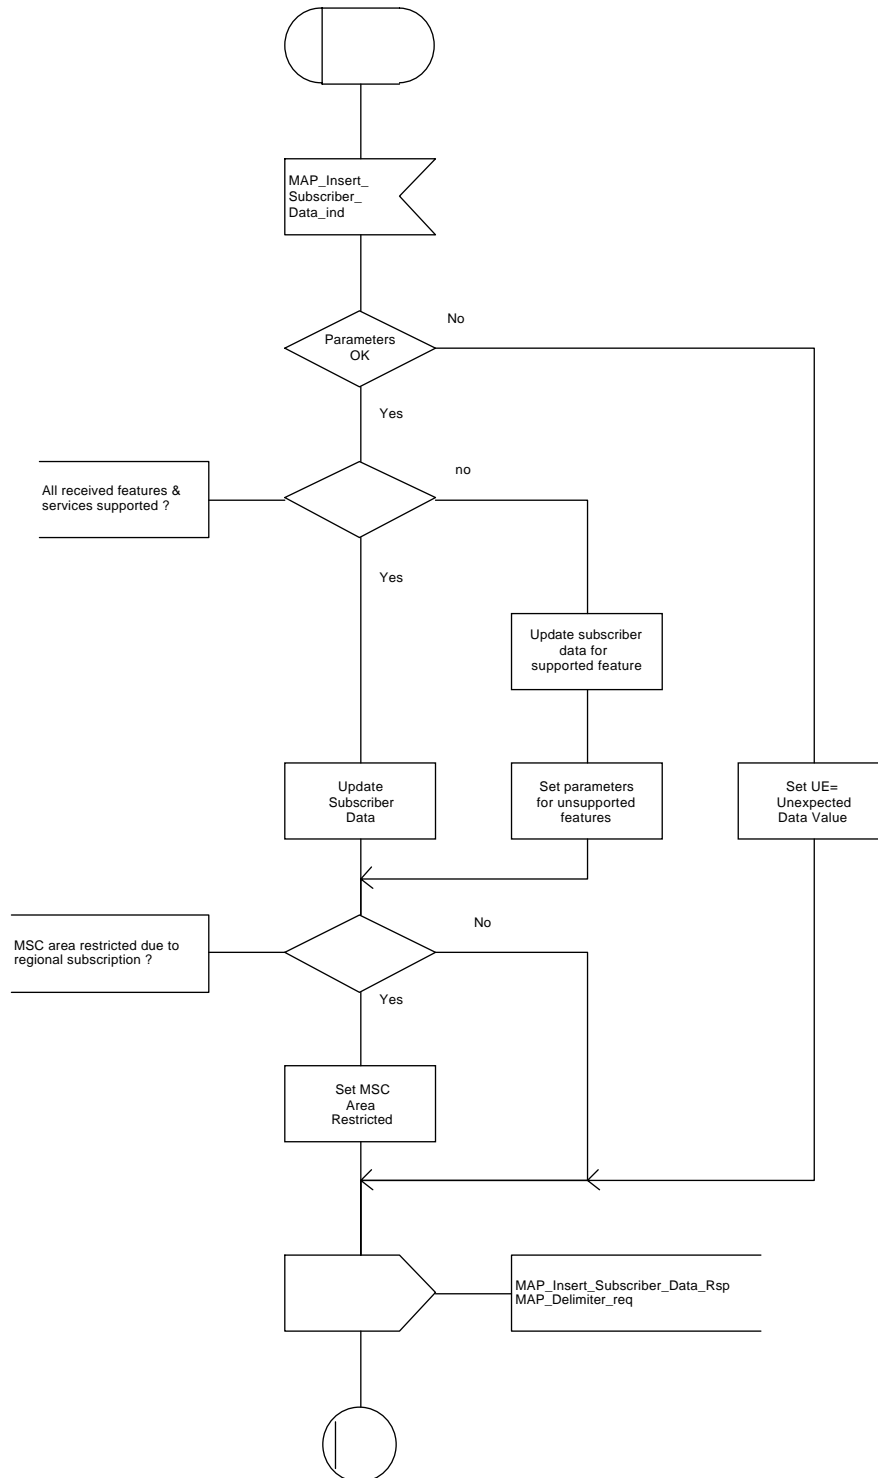 MAP_Insert_
Subscriber_
Data_ind
No
Parameters
OK
Yes
no
All received features &
services supported ?
Yes
Update subscriber
data for
supported feature
Update
Subscriber
Data
Set parameters
for unsupported
features
Set UE=
Unexpected
Data Value
No
MSC area restricted due to
regional subscription ?
Yes
Set MSC
Area
Restricted
MAP_Insert_Subscriber_Data_Rsp
MAP_Delimiter_req